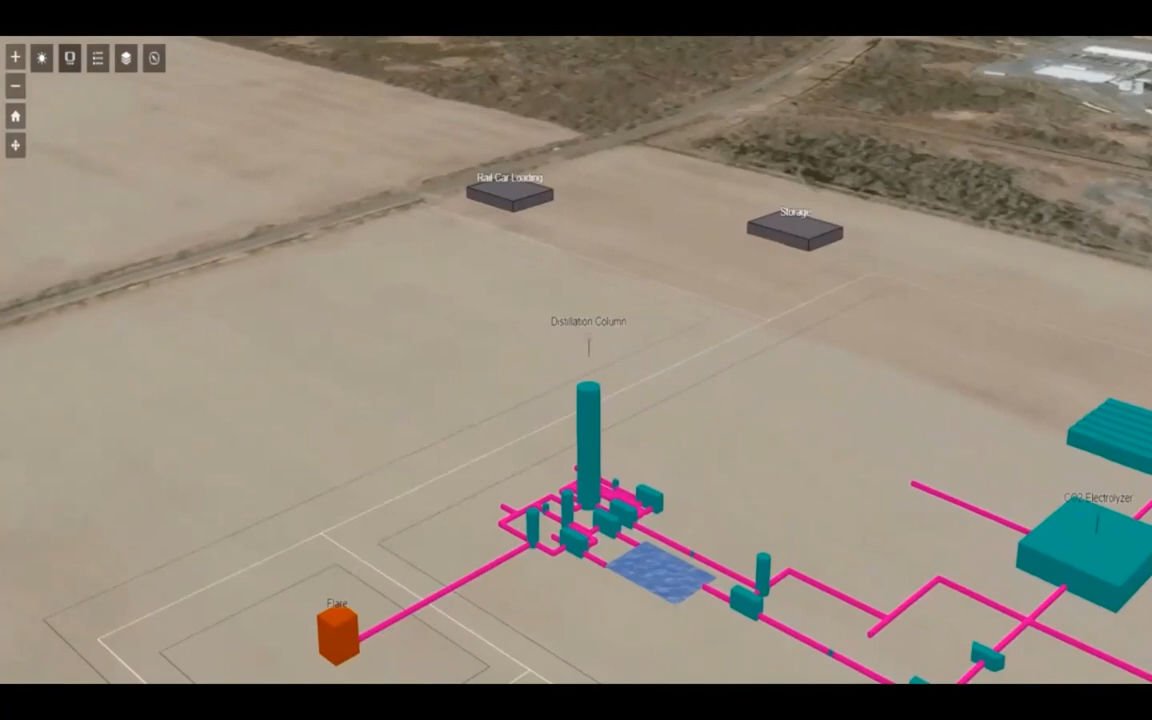 Rail Car Loading
Storage
Distillation Column
CO2 Electrolyzer
Flare